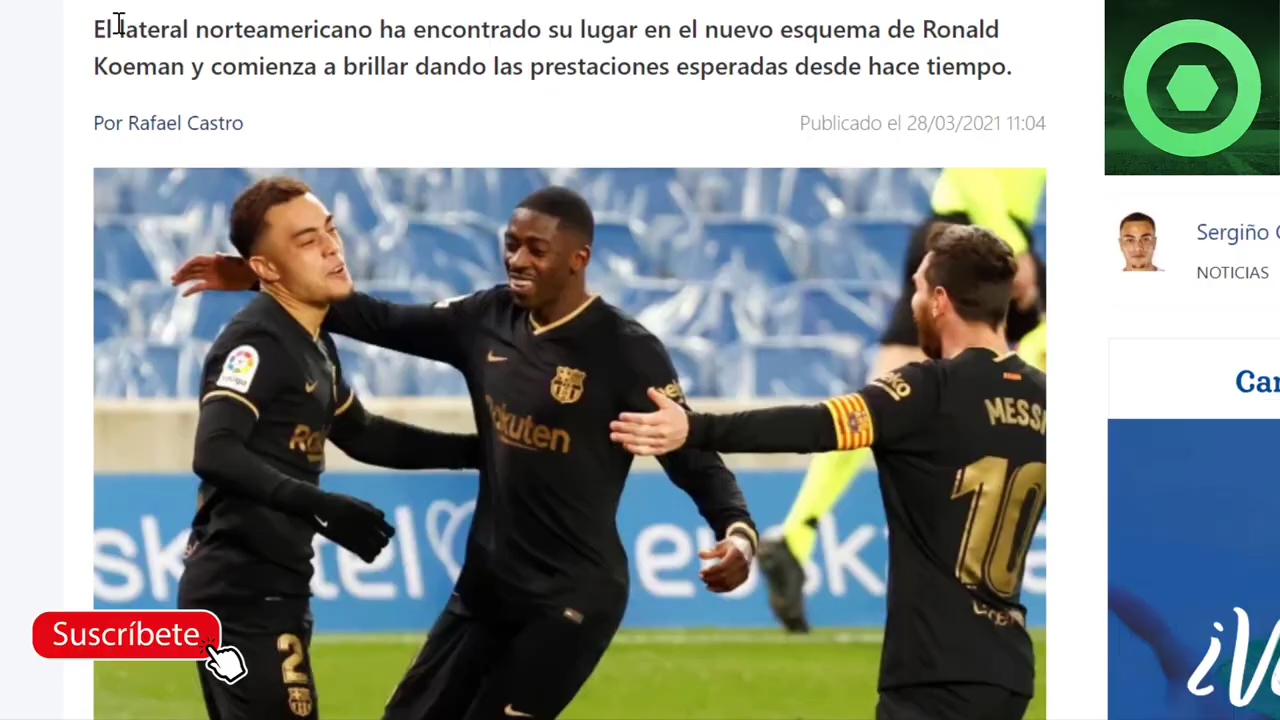 El lateral norteamericano ha encontrado su lugar en el nuevo esquema de Ronald
Koeman y comienza a brillar dando las prestaciones esperadas desde hace tiempo.
Por Rafael Castro
Publicado el 28/03/2021 11:04
Sergiño
NOTICIAS
Rakuten
beko
MESSI
10
2
Suscríbete